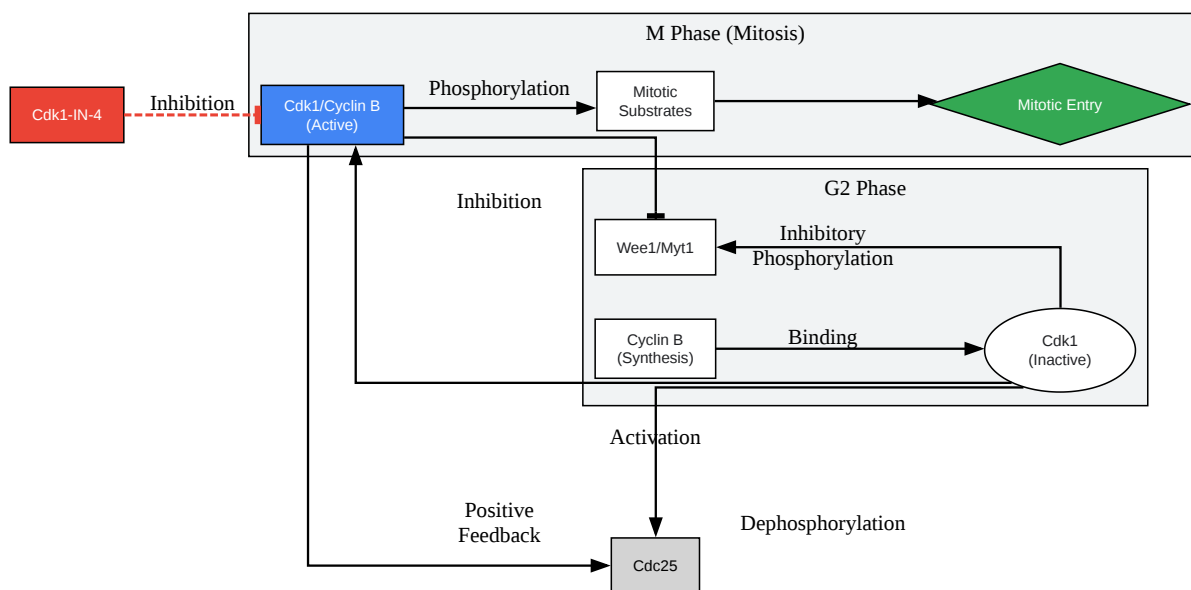 M Phase (Mitosis)
Cdk1-IN-4
Inhibition
Cdk1/Cyclin B
(Active)
Phosphorylation
Mitotic
Substrates
Mitotic Entry
G2 Phase
Inhibition
Wee1/Myt1
Inhibitory
Phosphorylation
Cyclin B
(Synthesis)
Binding
Cdk1
(Inactive)
Activation
Positive
Feedback
Dephosphorylation
Cdc25